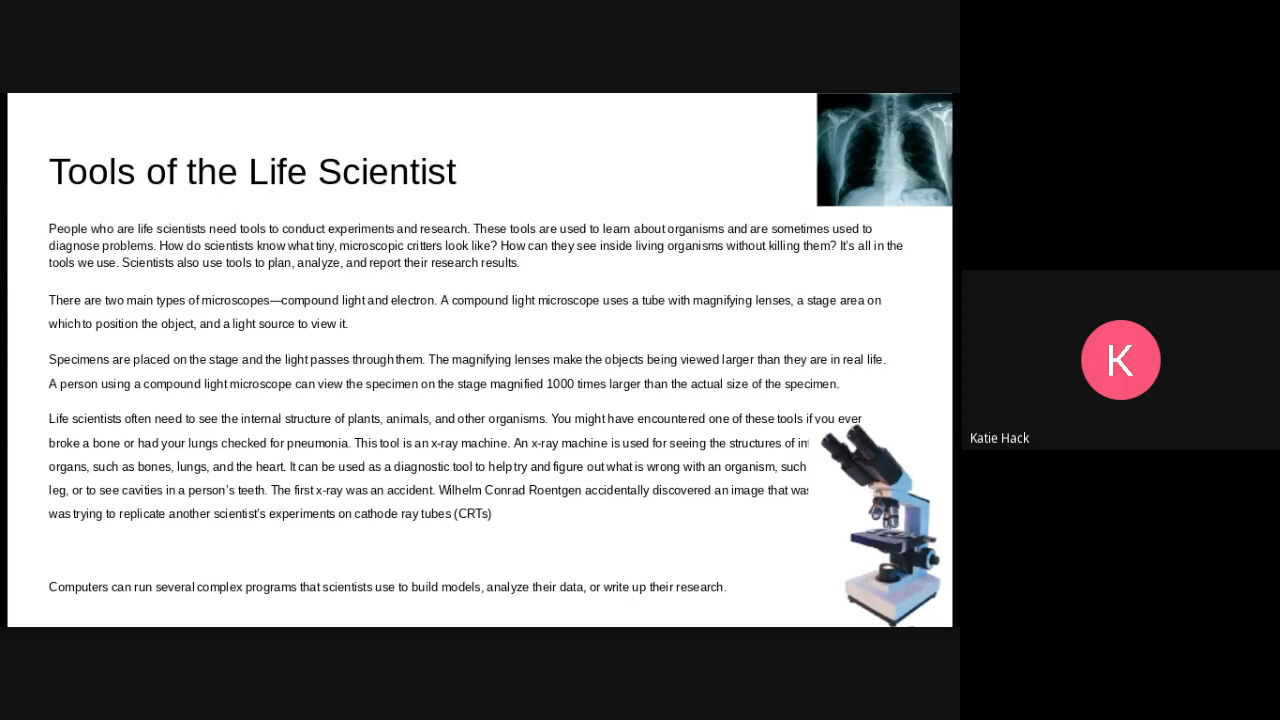 Tools of the Life Scientist
People who are life scientists need tools to conduct experiments and research. These tools are used to learn about organisms and are sometimes used to
diagnose problems. How do scientists know what tiny, microscopic critters look like? How can they see inside living organisms without killing them? It's all in the
tools we use. Scientists also use tools to plan, analyze, and report their research results.
There are two main types of microscopes—compound light and electron. A compound light microscope uses a tube with magnifying lenses, a stage area on
which to position the object, and a light source to view it.
Specimens are placed on the stage and the light passes through them. The magnifying lenses make the objects being viewed larger than they are in real life.
A person using a compound light microscope can view the specimen on the stage magnified 1000 times larger than the actual size of the specimen.
Life scientists often need to see the internal structure of plants, animals, and other organisms. You might have encountered one of these tools if you ever
broke a bone or had your lungs checked for pneumonia. This tool is an x-ray machine. An x-ray machine is used for seeing the structures of
organs, such as bones, lungs, and the heart. It can be used as a diagnostic tool to help try and figure out what is wrong with an organism, such
leg, or to see cavities in a person's teeth. The first x-ray was an accident. Wilhelm Conrad Roentgen accidentally discovered an image that
was trying to replicate another scientist's experiments on cathode ray tubes (CRTs)
Computers can run several complex programs that scientists use to build models, analyze their data, or write up their research.
K
Katie Hack